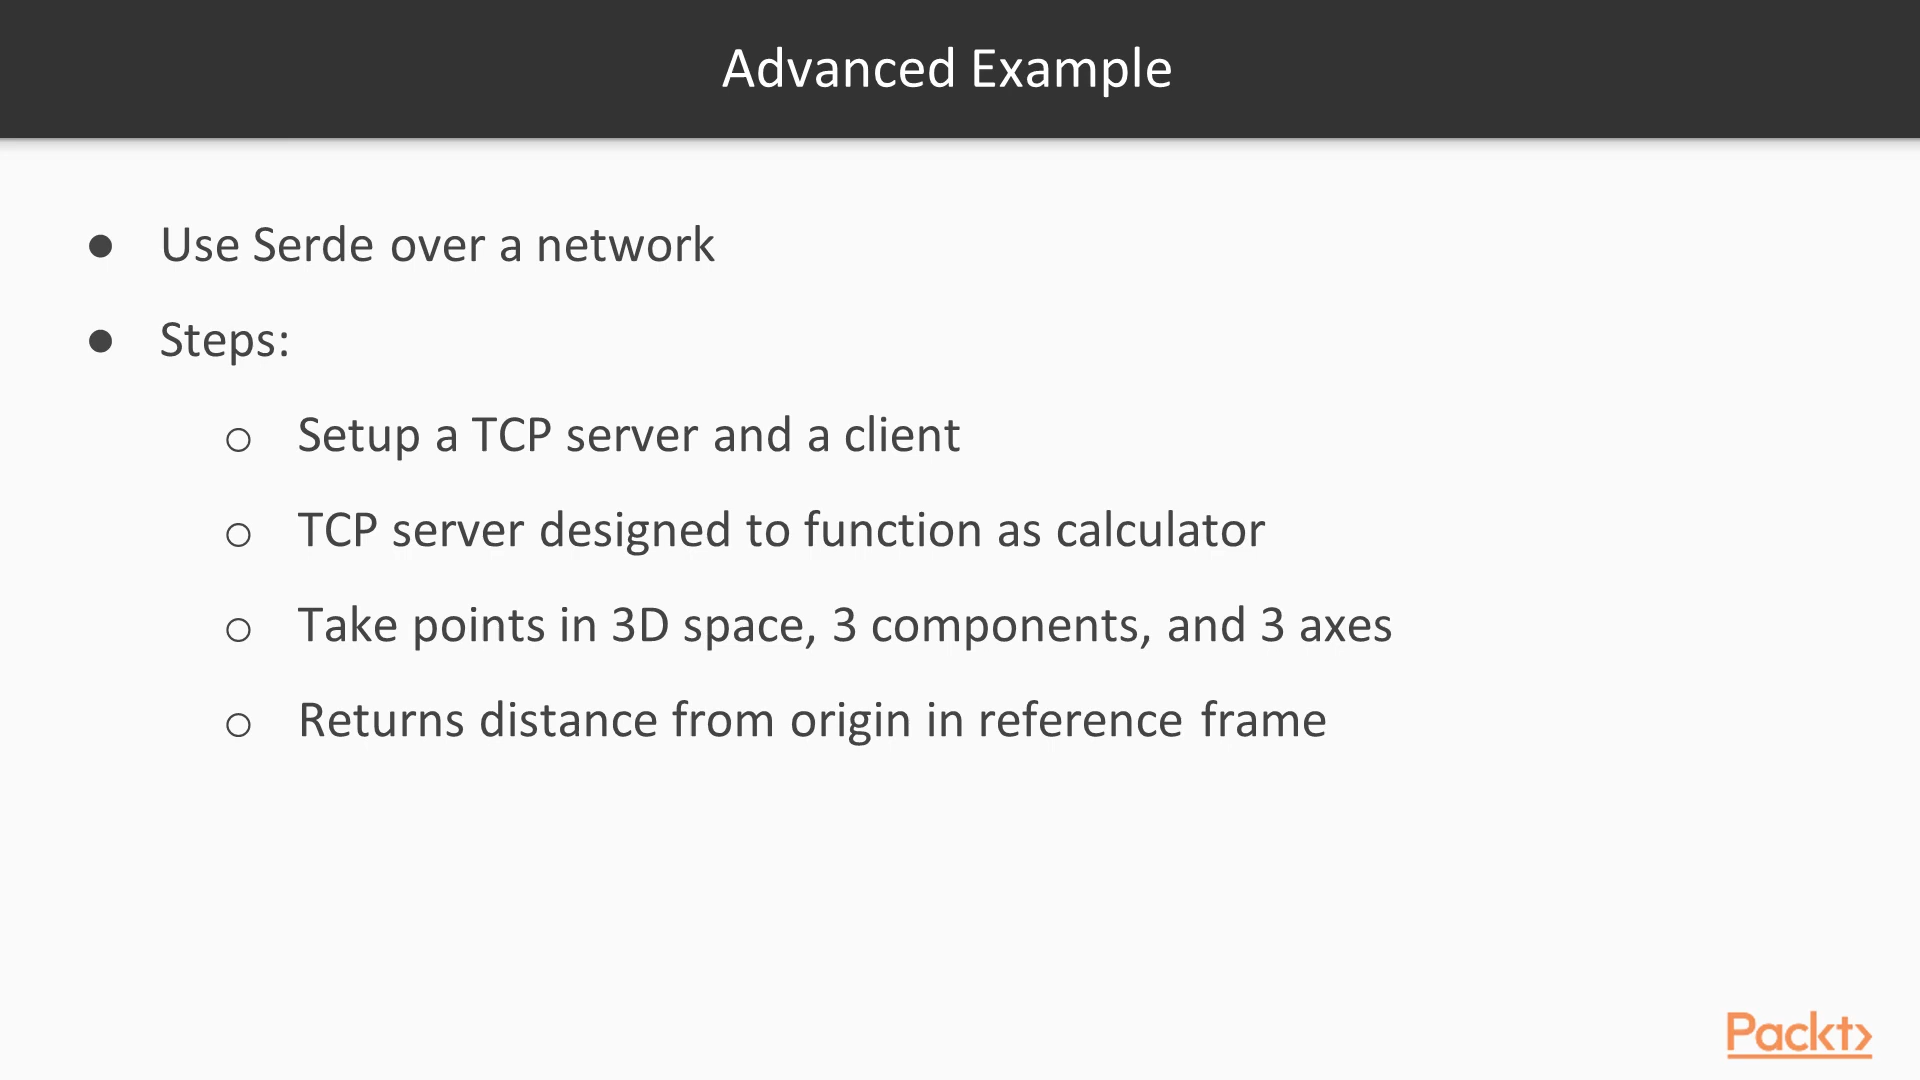 Advanced Example
● Use Serde over a network
● Steps:
○ Setup a TCP server and a client
○ TCP server designed to function as calculator
○ Take points in 3D space, 3 components, and 3 axes
○ Returns distance from origin in reference frame
Packt>